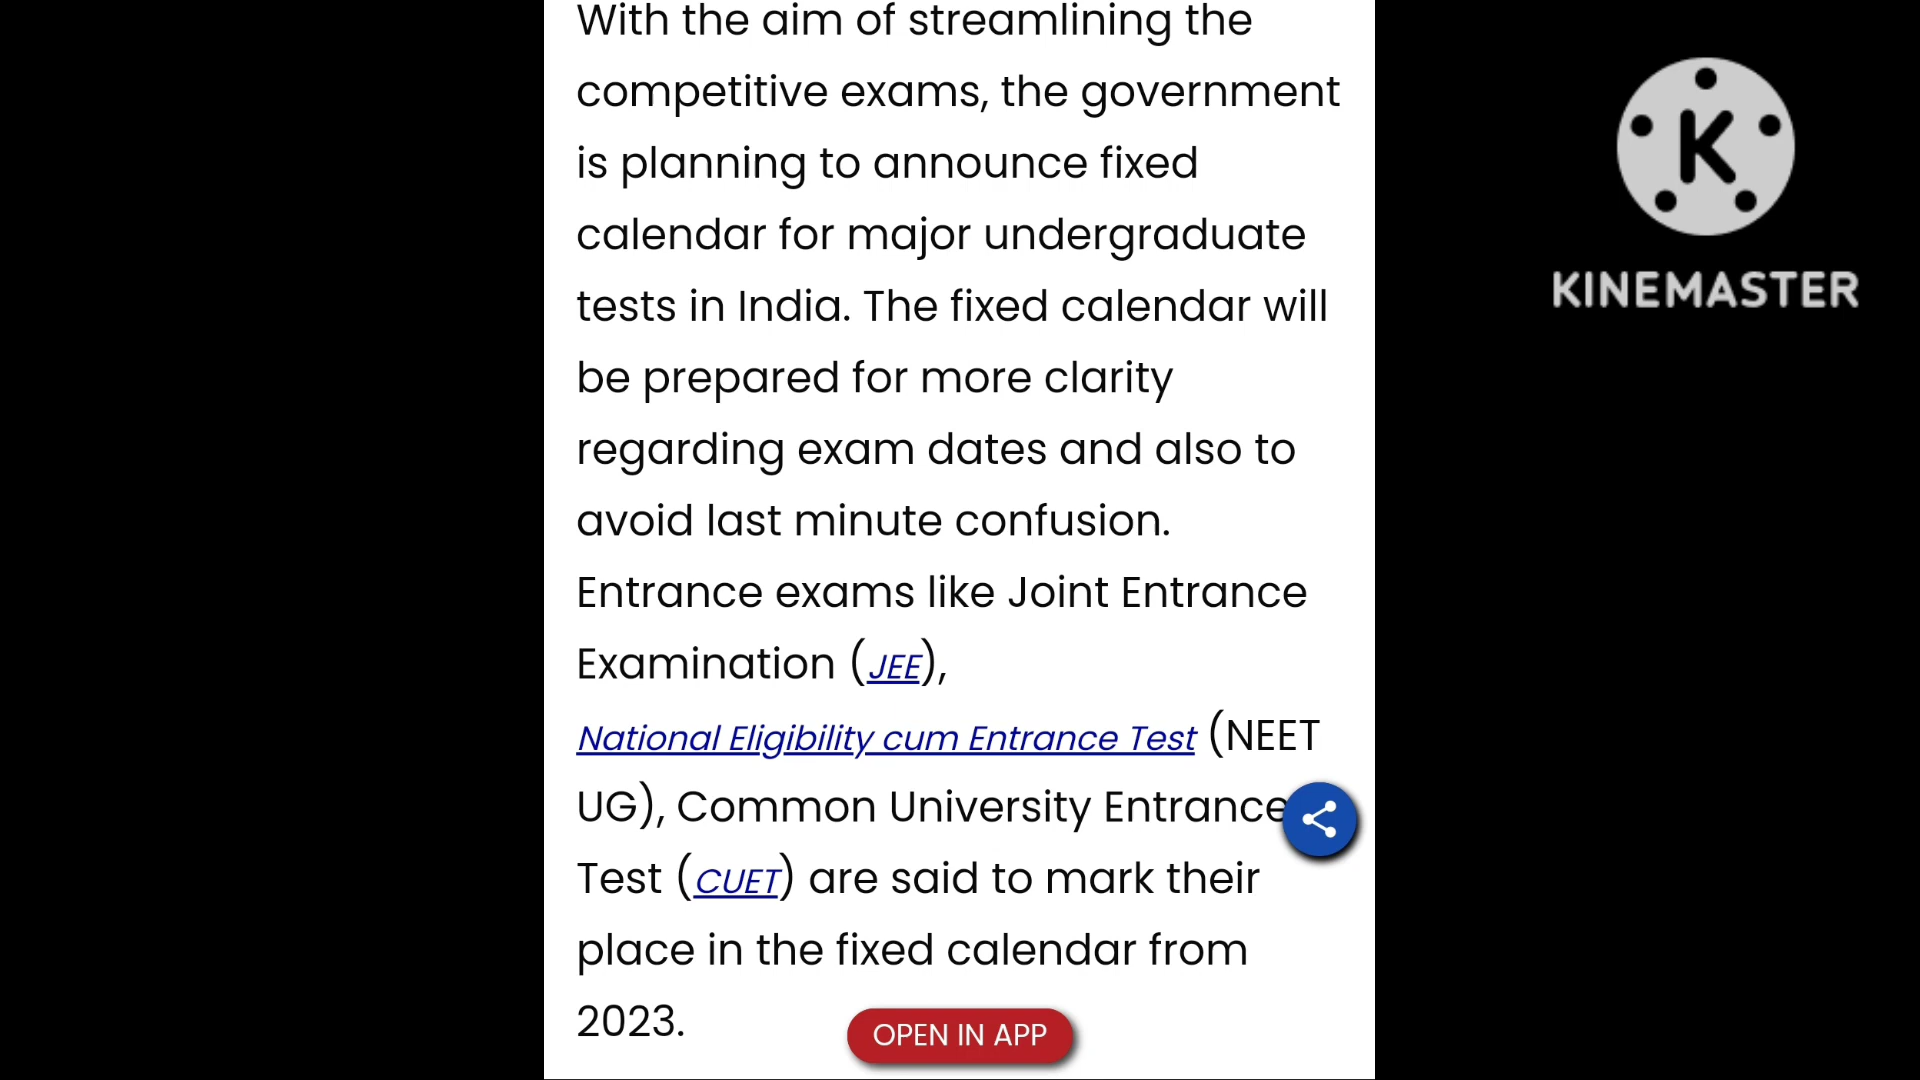 With the aim of streamlining the
competitive exams, the government
is planning to announce fixed
calendar for major undergraduate
tests in India. The fixed calendar will
be prepared for more clarity
regarding exam dates and also to
avoid last minute confusion.
Entrance exams like Joint Entrance
Examination (JEE),
National Eligibility cum Entrance Test (NEET
UG), Common University Entrance
Test (CUET) are said to mark their
place in the fixed calendar from
2023.
OPEN IN APP
K
KINEMASTER